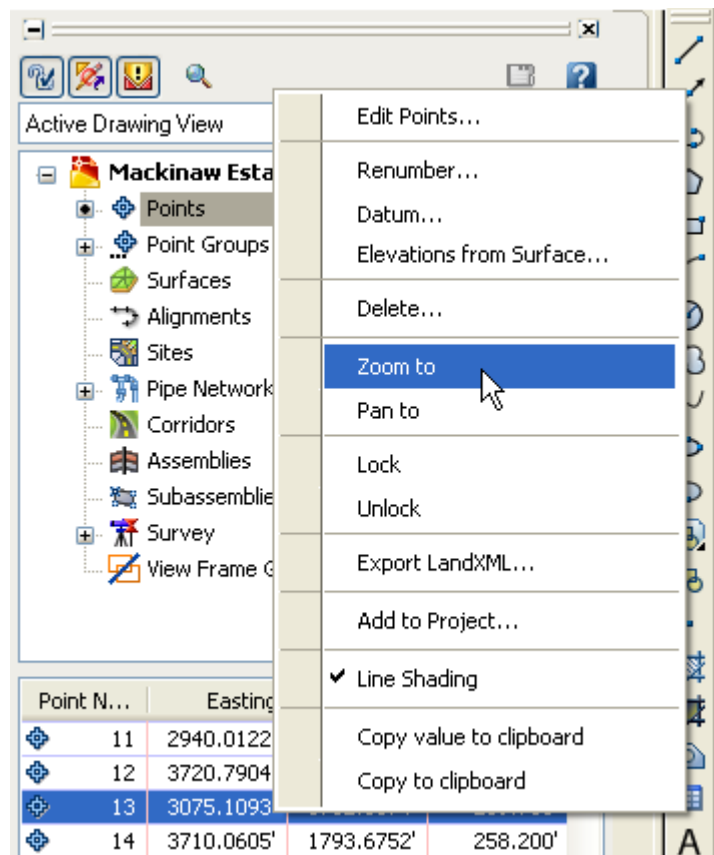 Active Drawing View
Mackinaw Esta
Points
Point Groups
Surfaces
Alignments
Sites
Pipe Network
Corridors
Assemblies
Subassemblie
Survey
View Frame G
Edit Points...
Renumber...
Datum...
Elevations from Surface...
Delete...
Zoom to
Pan to
Lock
Unlock
Export LandXML...
Add to Project...
Line Shading
Copy value to clipboard
Copy to clipboard
Point N... Easting
11 2940.0122
12 3720.7904
13 3075.1093
14 3710.0605' 1793.6752' 258.200'
A